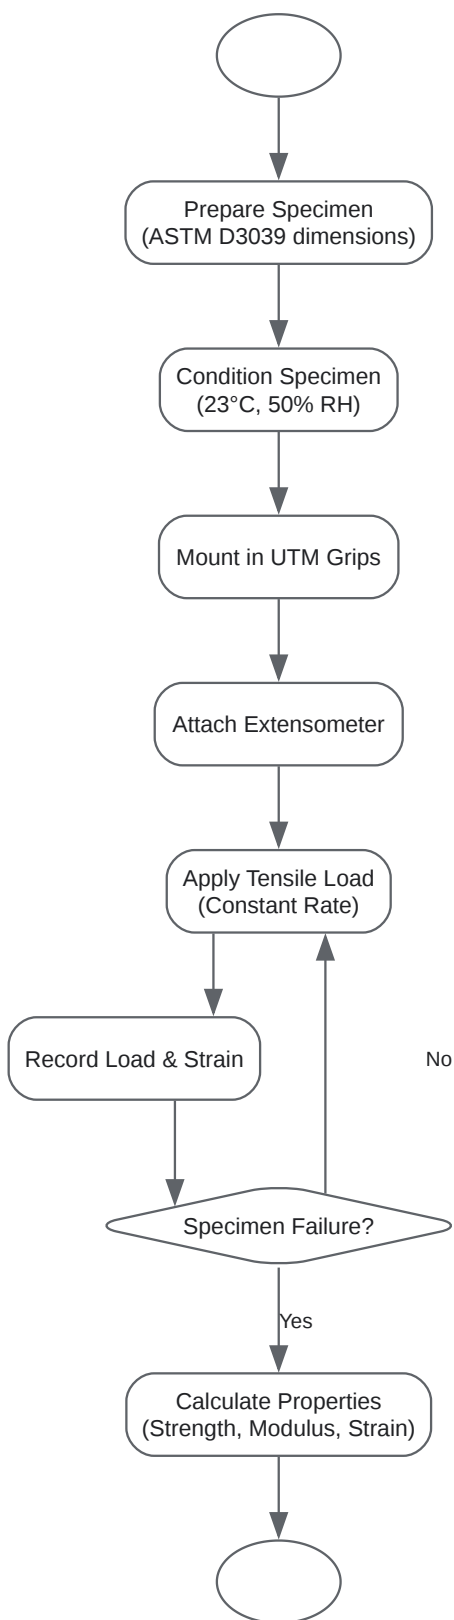 Prepare Specimen
(ASTM D3039 dimensions)
Condition Specimen
(23°C, 50% RH)
Mount in UTM Grips
Attach Extensometer
Apply Tensile Load
(Constant Rate)
Record Load & Strain
No
Specimen Failure?
Yes
Calculate Properties
(Strength, Modulus, Strain)